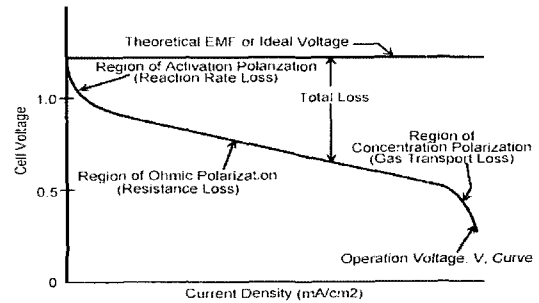 Theoretical EMF or Ideal Voltage
Region of Activation Polarization
(Reaction Rate Loss)
Total Loss
1.0
Cell Voltage
Region of
Concentration Polarization
(Gas Transport Loss)
Region of Ohmic Polarization
(Resistance Loss)
0.5
Operation Voltage, V, Curve
0
Current Density (mA/cm2)